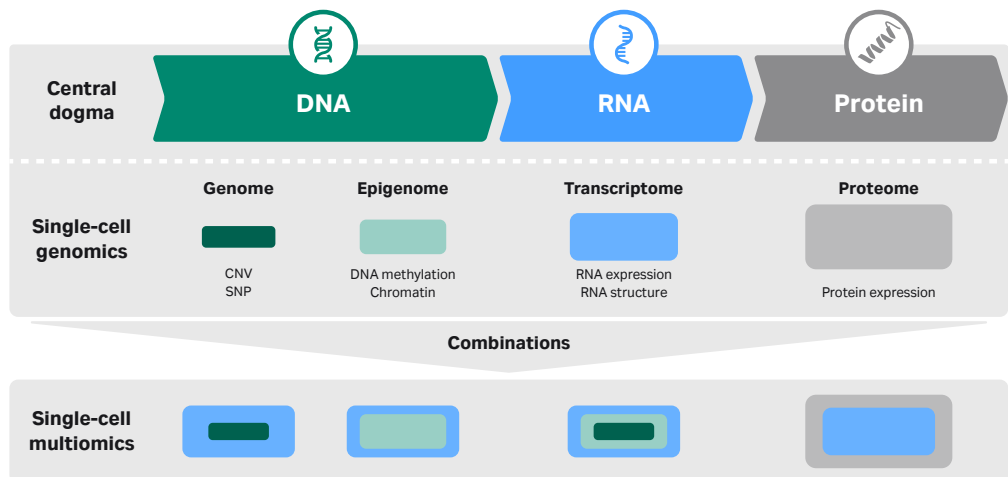 Central
dogma
DNA
RNA
Protein
Single-cell
genomics
Genome
CNV
SNP
Epigenome
DNA methylation
Chromatin
Transcriptome
RNA expression
RNA structure
Proteome
Protein expression
Combinations
Single-cell
multiomics